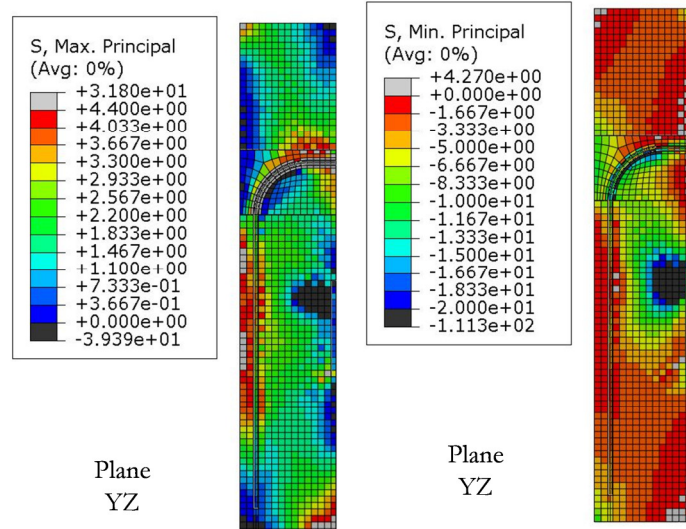 S, Max. Principal
(Avg: 0%)
+3.180e+01
+4.400e+00
+4.033e+00
+3.667e+00
+3.300e+00
+2.933e+00
+2.567e+00
+2.200e+00
+1.833e+00
+1.467e+00
+1.100e+00
+7.333e-01
+3.667e-01
+0.000e+00
-3.939e+01
Plane
YZ
S, Min. Principal
(Avg: 0%)
+4.270e+00
+0.000e+00
-1.667e+00
-3.333e+00
-5.000e+00
-6.667e+00
-8.333e+00
-1.000e+01
-1.167e+01
-1.333e+01
-1.500e+01
-1.667e+01
-1.833e+01
-2.000e+01
-1.113e+02
Plane
YZ